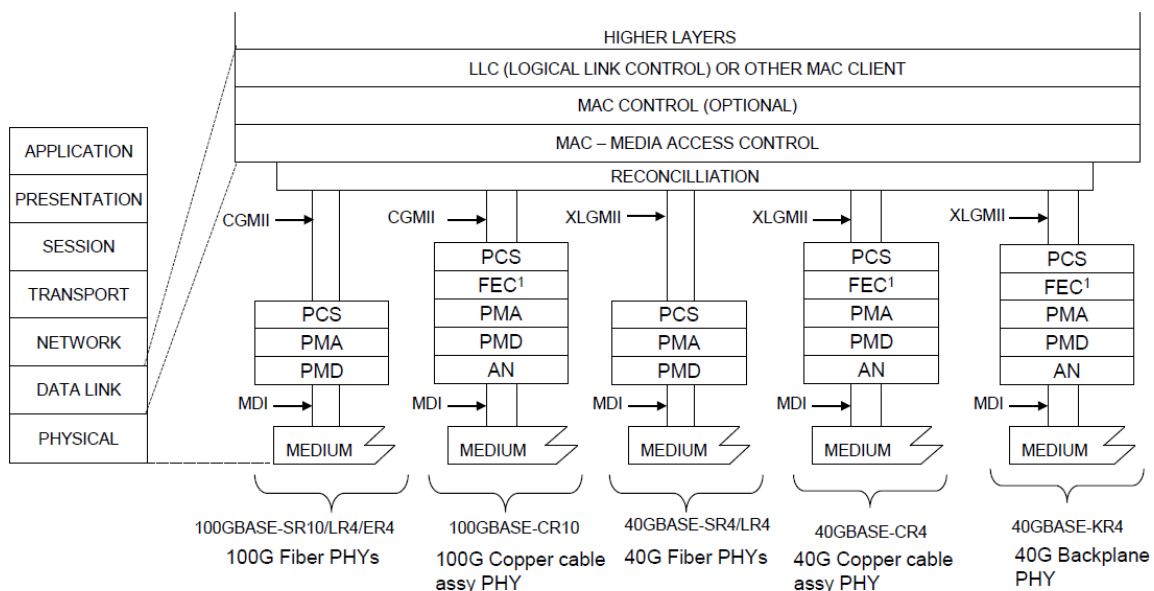 HIGHER LAYERS
LLC (LOGICAL LINK CONTROL) OR OTHER MAC CLIENT
MAC CONTROL (OPTIONAL)
MAC – MEDIA ACCESS CONTROL
RECONCILLIATION
APPLICATION
PRESENTATION
SESSION
TRANSPORT
NETWORK
DATA LINK
PHYSICAL
CGMII
PCS
PMA
PMD
MDI
MEDIUM
100GBASE-SR10/LR4/ER4
100G Fiber PHYs
CGMII
PCS
FEC¹
PMA
PMD
AN
MDI
MEDIUM
100GBASE-CR10
100G Copper cable
assy PHY
XLGMII
PCS
PMA
PMD
MDI
MEDIUM
40GBASE-SR4/LR4
40G Fiber PHYs
XLGMII
PCS
FEC¹
PMA
PMD
AN
MDI
MEDIUM
40GBASE-CR4
40G Copper cable
assy PHY
XLGMII
PCS
FEC¹
PMA
PMD
AN
MDI
MEDIUM
40GBASE-KR4
40G Backplane
PHY